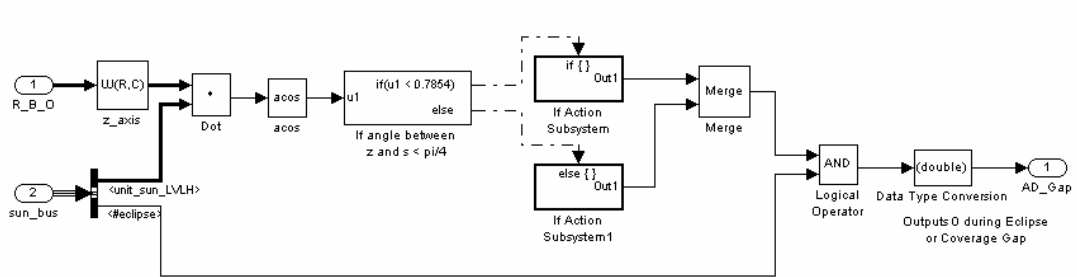 1
R_B_O
U(R,C)
z_axis
Dot
acos
acos
u1
if(u1 < 0.7854)
else
If angle between
z and s < pi/4
if { }
Out1
If Action
Subsystem
else { }
Out1
If Action
Subsystem1
Merge
Merge
2
sun_bus
<unit_sun_LVLH>
<#eclipse>
AND
Logical
Operator
(double)
Data Type Conversion
1
AD_Gap
Outputs 0 during Eclipse
or Coverage Gap